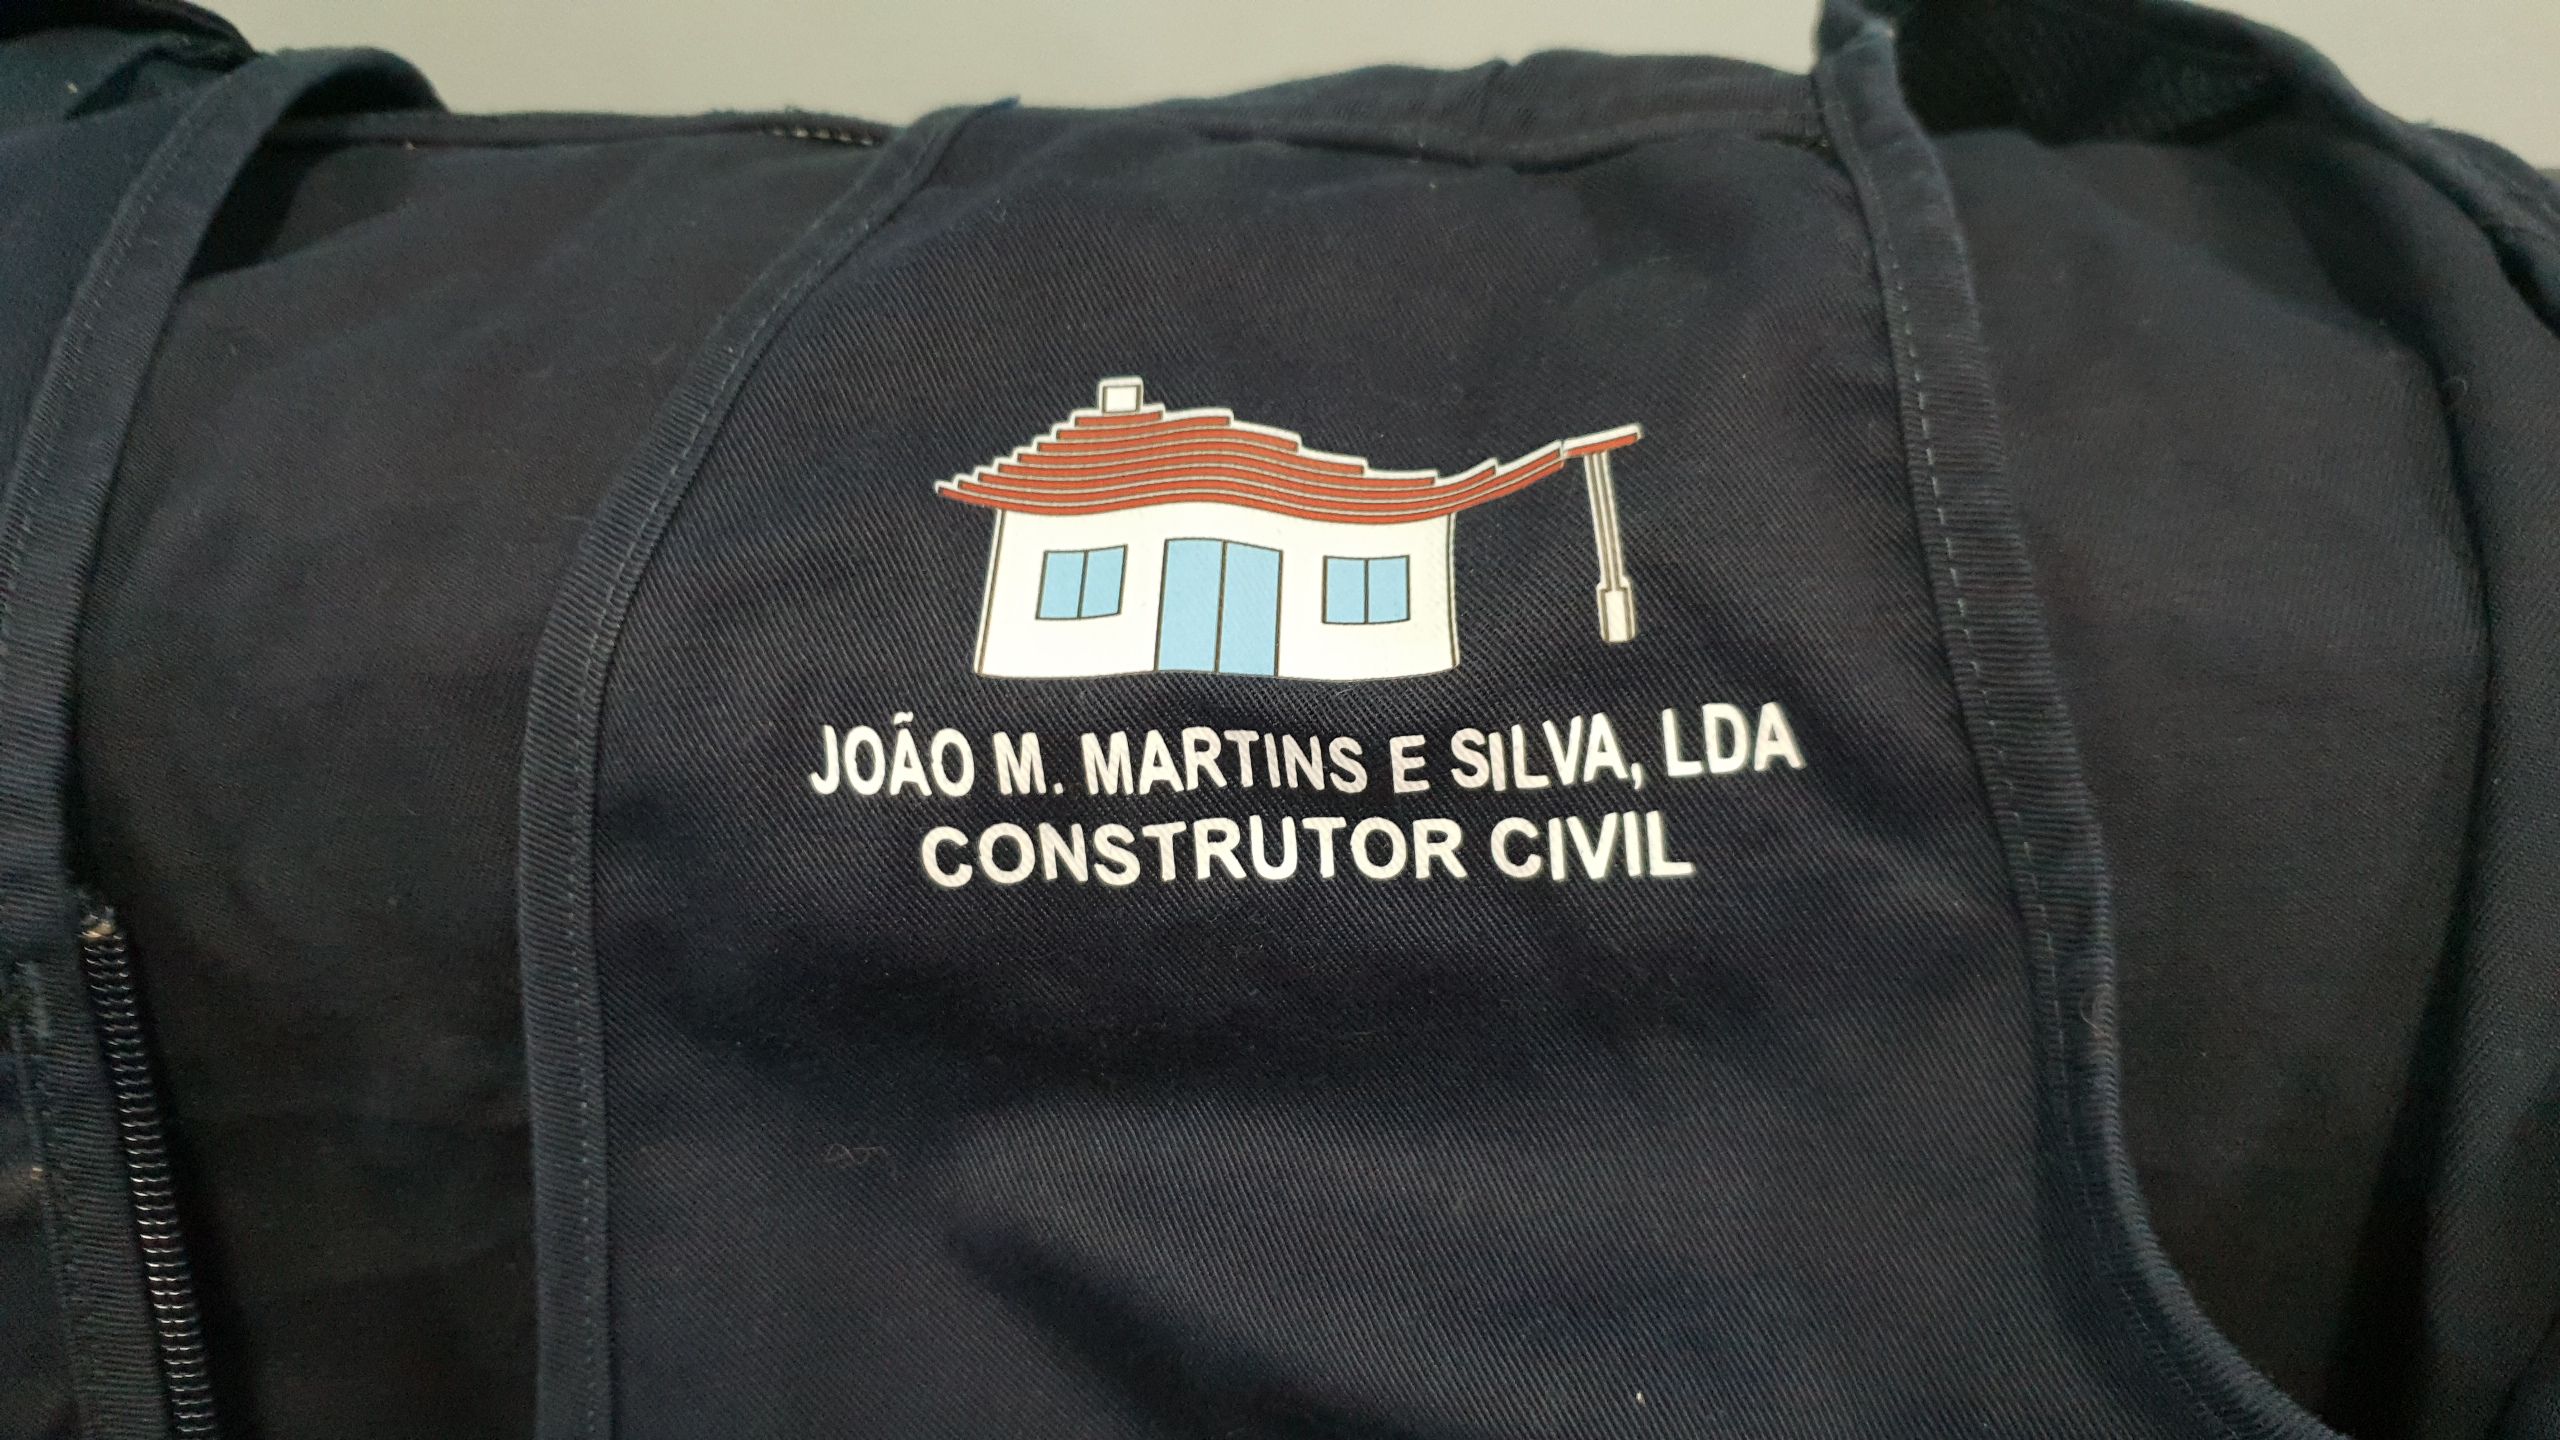 JOÃO M. MARTINS E SILVA, LDA
CONSTRUTOR CIVIL